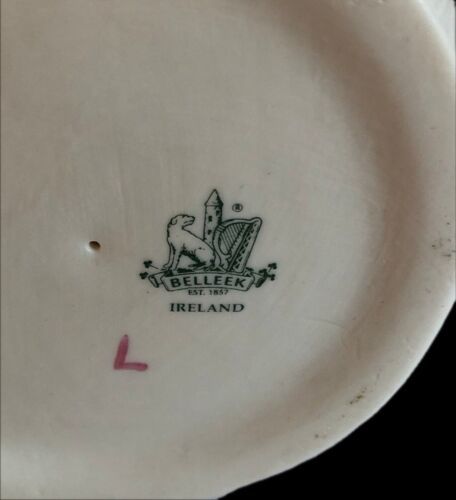 ®
BELLEEK
EST. 1857
IRELAND
L